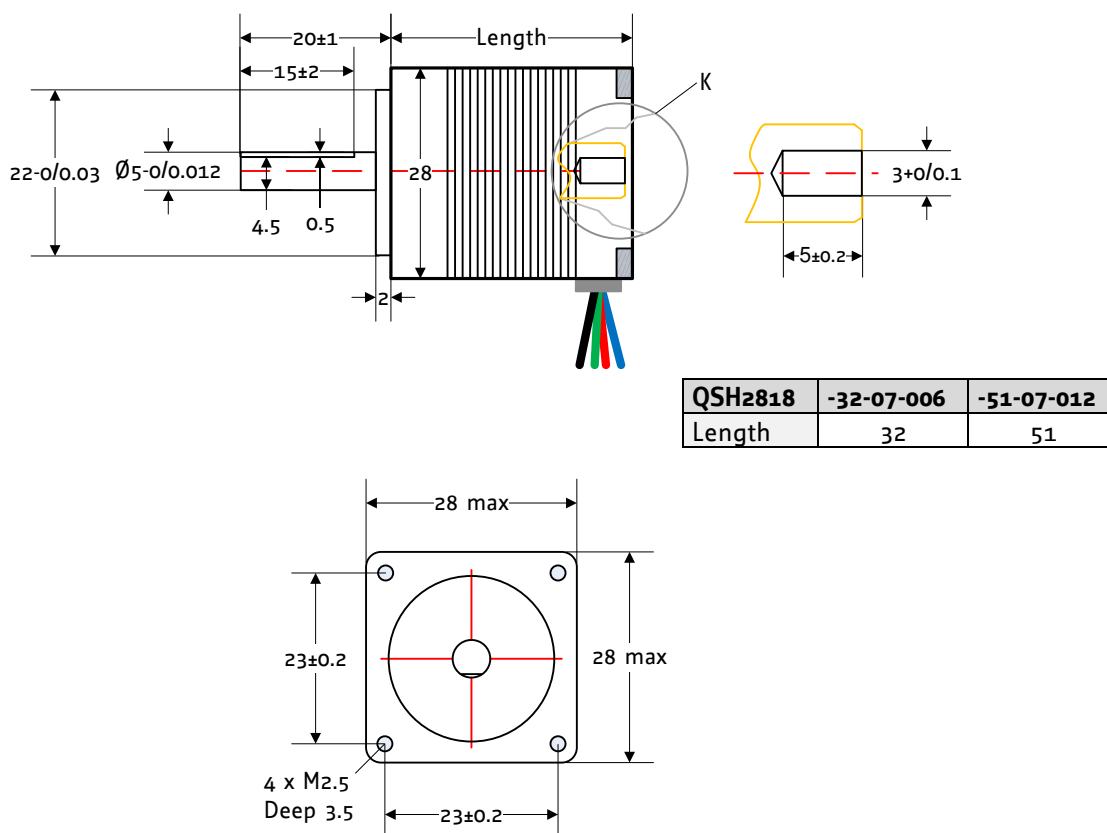 20±1
Length
15±2
K
22-0/0.03
Ø5-0/0.012
28
3+0/0.1
4.5
0.5
5±0.2
2
QSH2818 -32-07-006 -51-07-012
Length 32 51
28 max
23±0.2
28 max
4 x M2.5
Deep 3.5
23±0.2